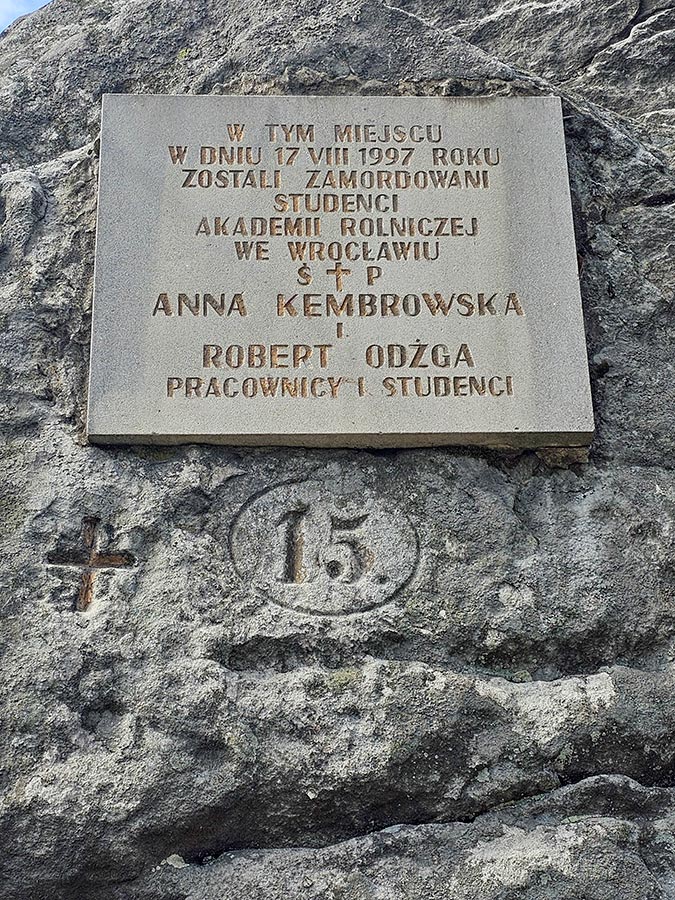 W TYM MIEJSCU
W DNIU 17 VIII 1997 ROKU
ZOSTALI ZAMORDOWANI
STUDENCI
AKADEMII ROLNICZEJ
WE WROCŁAWIU
Ś✝P
ANNA KEMBROWSKA
I
ROBERT ODŻGA
PRACOWNICY I STUDENCI
15.